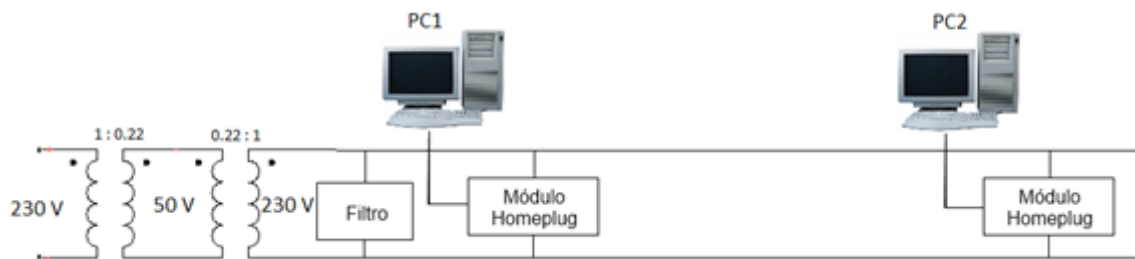 PC1
PC2
1 : 0.22
0.22 : 1
230 V
50 V
230 V
Filtro
Módulo
Homeplug
Módulo
Homeplug